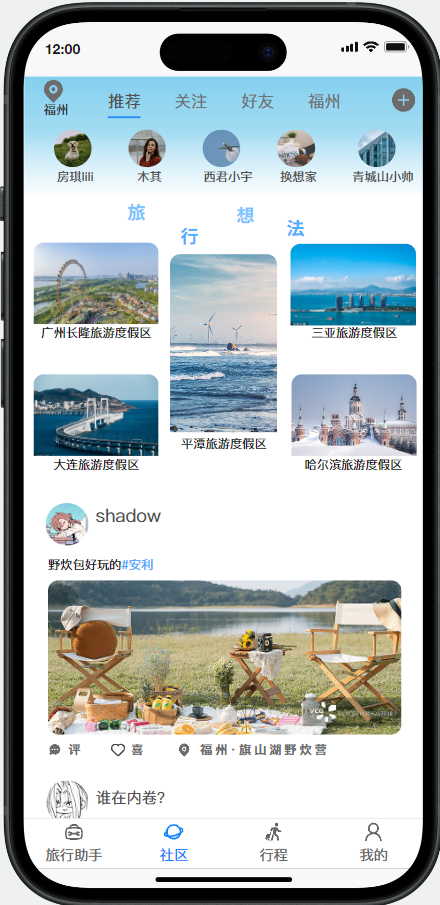 12:00
推荐 关注 好友 福州
福州
房琪lili 木其 西君小宇 换想家 青城山小帅
旅 行 想 法
广州长隆旅游度假区
三亚旅游度假区
平潭旅游度假区
大连旅游度假区
哈尔滨旅游度假区
shadow
野炊包好玩的#安利
评 喜 福州·旗山湖野炊营
谁在内卷?
旅行助手 社区 行程 我的